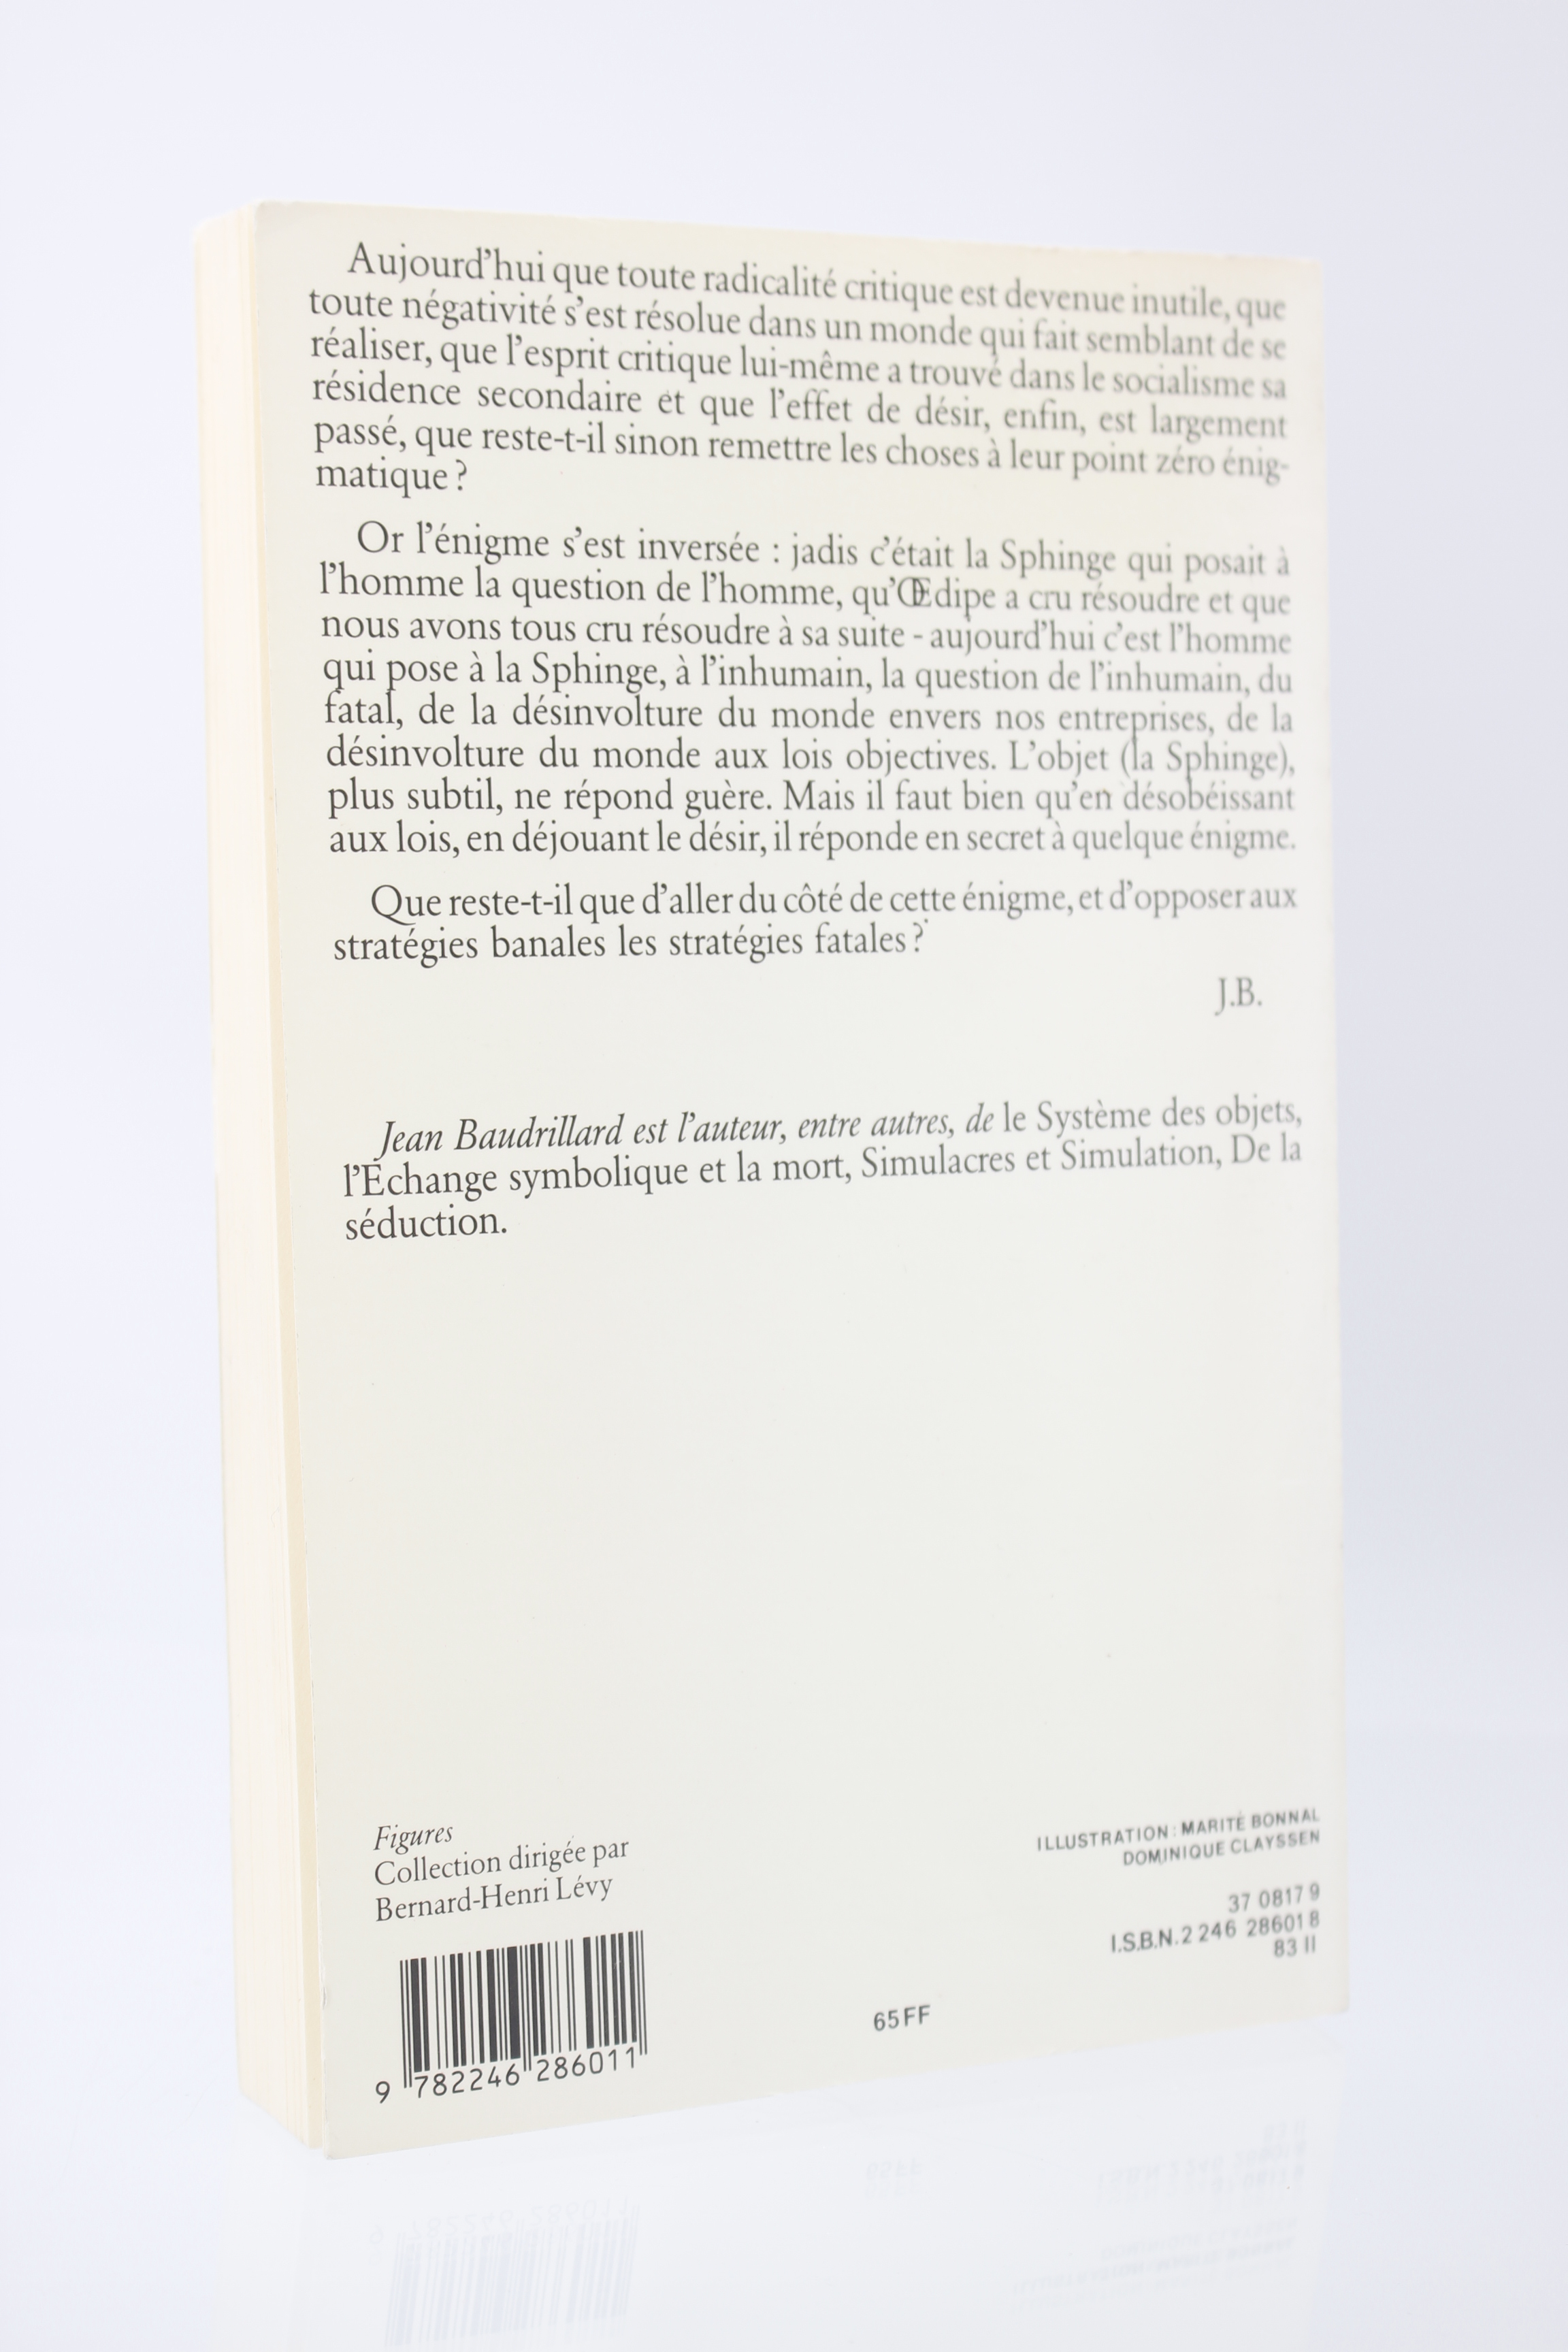 Aujourd'hui que toute radicalité critique est devenue inutile, que
toute négativité s'est résolue dans un monde qui fait semblant de se
réaliser, que l'esprit critique lui-même a trouvé dans le socialisme sa
résidence secondaire et que l'effet de désir, enfin, est largement
passé, que reste-t-il sinon remettre les choses à leur point zéro énig-
matique ?
Or l'énigme s'est inversée : jadis c'était la Sphinge qui posait à
l'homme la question de l'homme, qu'Œdipe a cru résoudre et que
nous avons tous cru résoudre à sa suite - aujourd'hui c'est l'homme
qui pose à la Sphinge, à l'inhumain, la question de l'inhumain, du
fatal, de la désinvolture du monde envers nos entreprises, de la
désinvolture du monde aux lois objectives. L'objet (la Sphinge),
plus subtil, ne répond guère. Mais il faut bien qu'en désobéissant
aux lois, en déjouant le désir, il réponde en secret à quelque énigme.
Que reste-t-il que d'aller du côté de cette énigme, et d'opposer aux
stratégies banales les stratégies fatales ?
J.B.
Jean Baudrillard est l'auteur, entre autres, de le Système des objets,
l'Échange symbolique et la mort, Simulacres et Simulation, De la
séduction.
Figures
Collection dirigée par
Bernard-Henri Lévy
9 782246 286011
65 FF
ILLUSTRATION : MARITÉ BONNAL
DOMINIQUE CLAYSSEN
37 0817 9
I.S.B.N. 2 246 28601 8
83 II